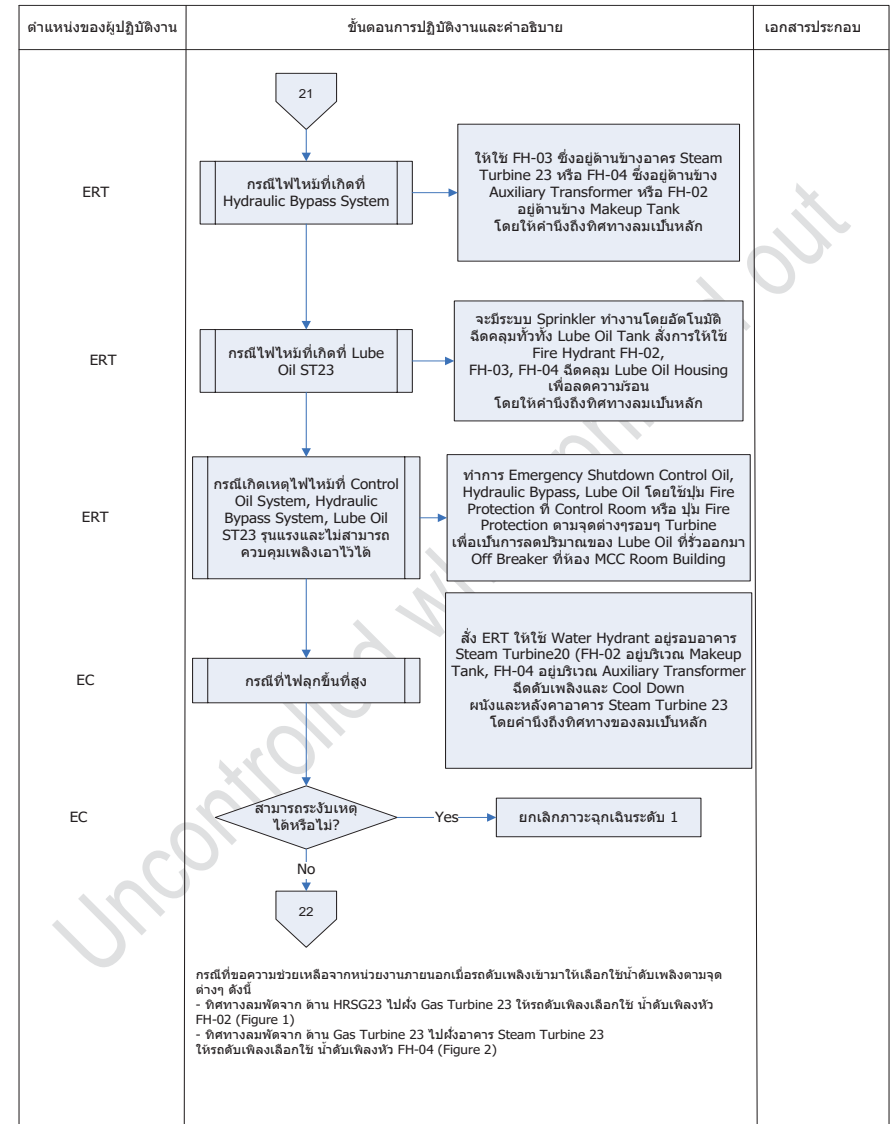 ตำแหน่งของผู้ปฏิบัติงาน
ขั้นตอนการปฏิบัติงานและคำอธิบาย
เอกสารประกอบ
21
ERT
กรณีไฟไหม้ที่เกิดที่
Hydraulic Bypass System
ให้ใช้ FH-03 ซึ่งอยู่ด้านข้างอาคร Steam
Turbine 23 หรือ FH-04 ซึ่งอยู่ด้านข้าง
Auxiliary Transformer หรือ FH-02
อยู่ด้านข้าง Makeup Tank
โดยให้คำนึงถึงทิศทางลมเป็นหลัก
ERT
กรณีไฟไหม้ที่เกิดที่ Lube
Oil ST23
จะมีระบบ Sprinkler ทำงานโดยอัตโนมัติ
ฉีดคลุมทั่วทั้ง Lube Oil Tank สั่งการให้ใช้
Fire Hydrant FH-02,
FH-03, FH-04 ฉีดคลุม Lube Oil Housing
เพื่อลดความร้อน
โดยให้คำนึงถึงทิศทางลมเป็นหลัก
ERT
กรณีเกิดเหตุไฟไหม้ที่ Control
Oil System, Hydraulic
Bypass System, Lube Oil
ST23 รุนแรงและไม่สามารถ
ควบคุมเพลิงเอาไว้ได้
ทำการ Emergency Shutdown Control Oil,
Hydraulic Bypass, Lube Oil โดยใช้ปุ่ม Fire
Protection ที่ Control Room หรือ ปุ่ม Fire
Protection ตามจุดต่างๆรอบๆ Turbine
เพื่อเป็นการลดปริมาณของ Lube Oil ที่รั่วออกมา
Off Breaker ที่ห้อง MCC Room Building
EC
กรณีที่ไฟลุกขึ้นที่สูง
สั่ง ERT ให้ใช้ Water Hydrant อยู่รอบอาคาร
Steam Turbine20 (FH-02 อยู่บริเวณ Makeup
Tank, FH-04 อยู่บริเวณ Auxiliary Transformer
ฉีดดับเพลิงและ Cool Down
ผนังและหลังคาอาคาร Steam Turbine 23
โดยคำนึงถึงทิศทางของลมเป็นหลัก
EC
สามารถระงับเหตุ
ได้หรือไม่?
Yes
ยกเลิกภาวะฉุกเฉินระดับ 1
No
22
กรณีที่ขอความช่วยเหลือจากหน่วยงานภายนอกเมื่อรถดับเพลิงเข้ามาให้เลือกใช้น้ำดับเพลิงตามจุด
ต่างๆ ดังนี้
- ทิศทางลมพัดจาก ด้าน HRSG23 ไปฝั่ง Gas Turbine 23 ให้รถดับเพลิงเลือกใช้ น้ำดับเพลิงหัว
FH-02 (Figure 1)
- ทิศทางลมพัดจาก ด้าน Gas Turbine 23 ไปฝั่งอาคาร Steam Turbine 23
ให้รถดับเพลิงเลือกใช้ น้ำดับเพลิงหัว FH-04 (Figure 2)